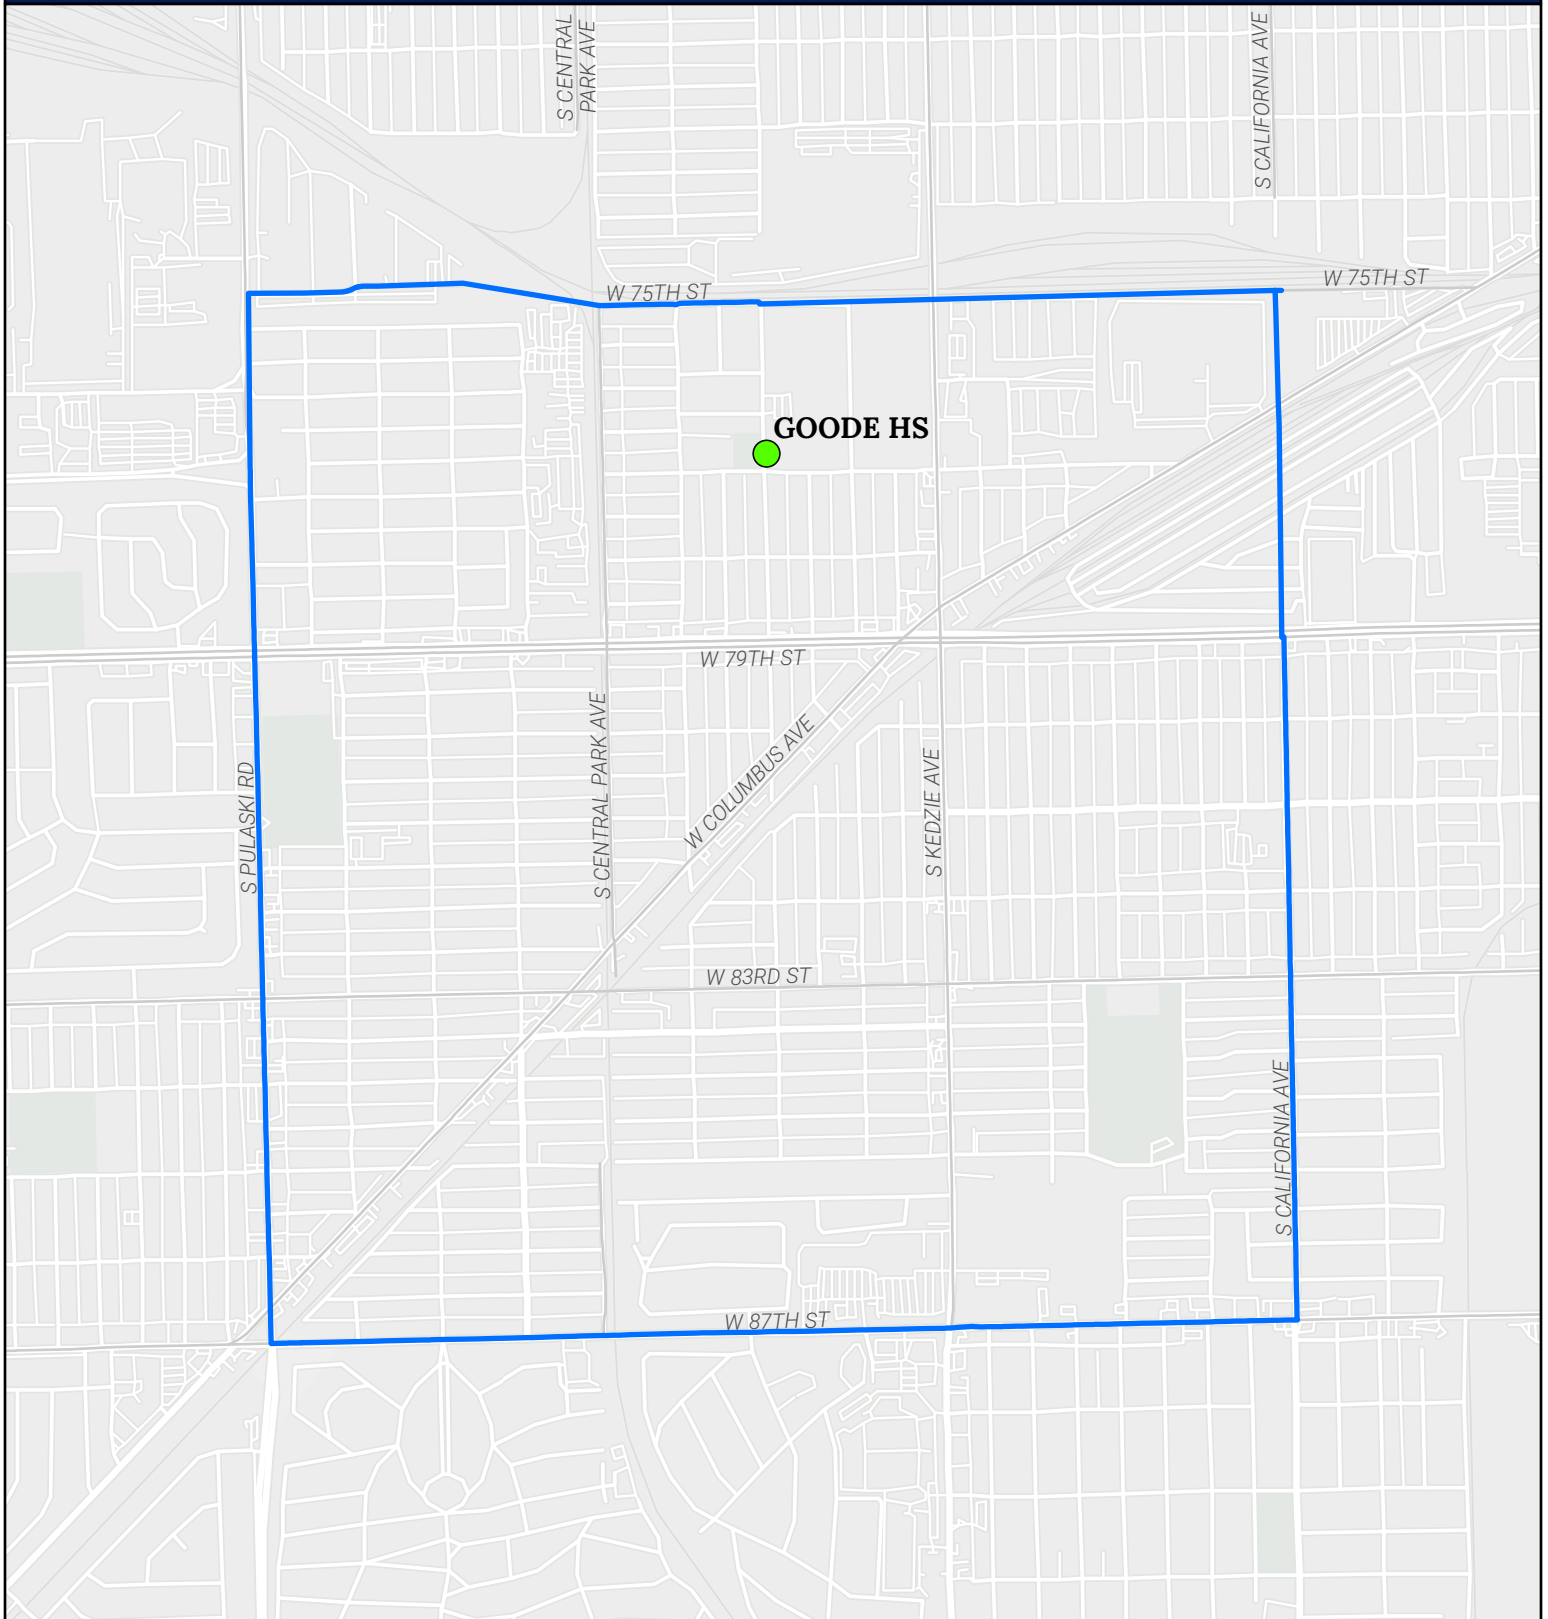 S CENTRAL
PARK AVE
S CALIFORNIA AVE
W 75TH ST
W 75TH ST
GOODE HS
W 79TH ST
S CENTRAL PARK AVE
W COLUMBUS AVE
S KEDZIE AVE
S PULASKI RD
W 83RD ST
S CALIFORNIA AVE
W 87TH ST